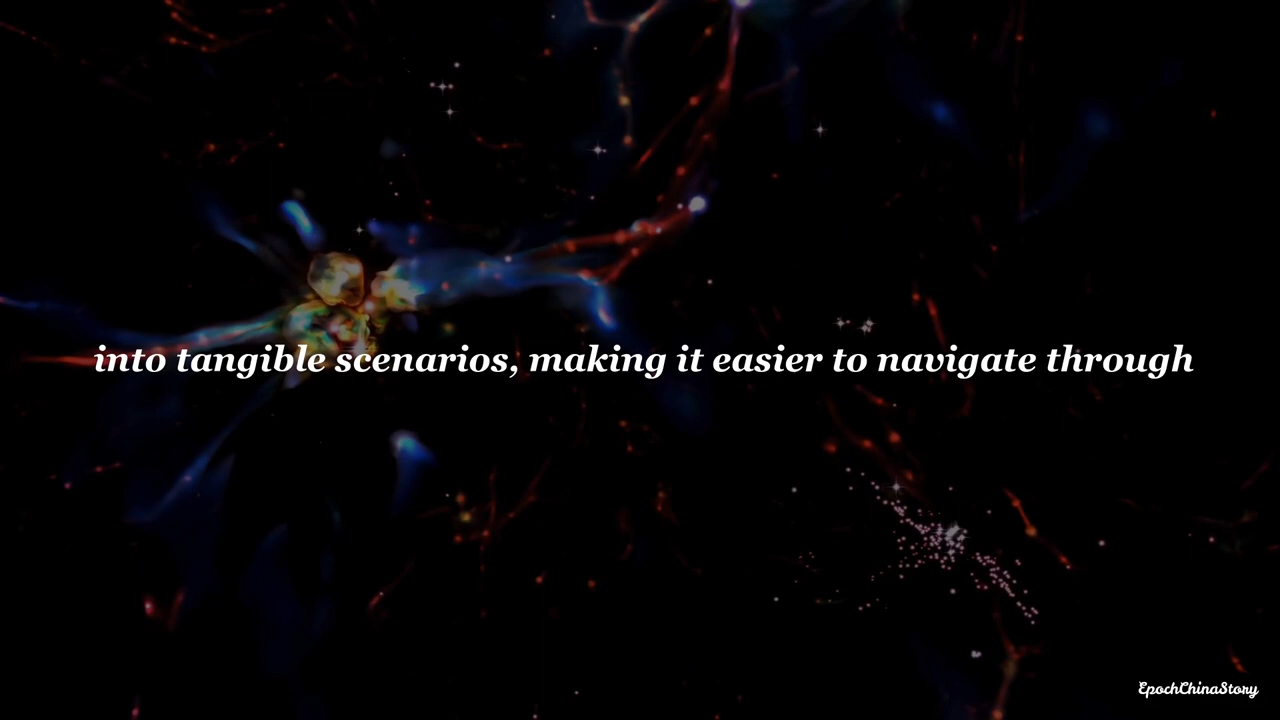 into tangible scenarios, making it easier to navigate through
EpochChinaStory